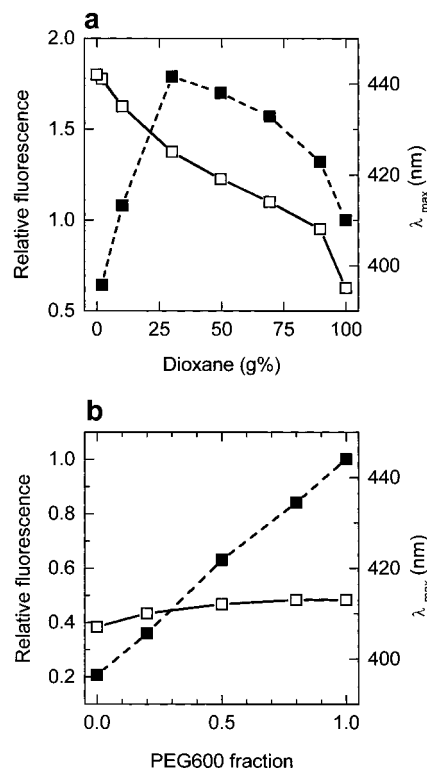 a
2.0
1.5
1.0
0.5
Relative fluorescence
440
420
400
λ max (nm)
0 25 50 75 100
Dioxane (g%)
b
1.0
0.8
0.6
0.4
0.2
Relative fluorescence
440
420
400
λ max (nm)
0.0 0.5 1.0
PEG600 fraction